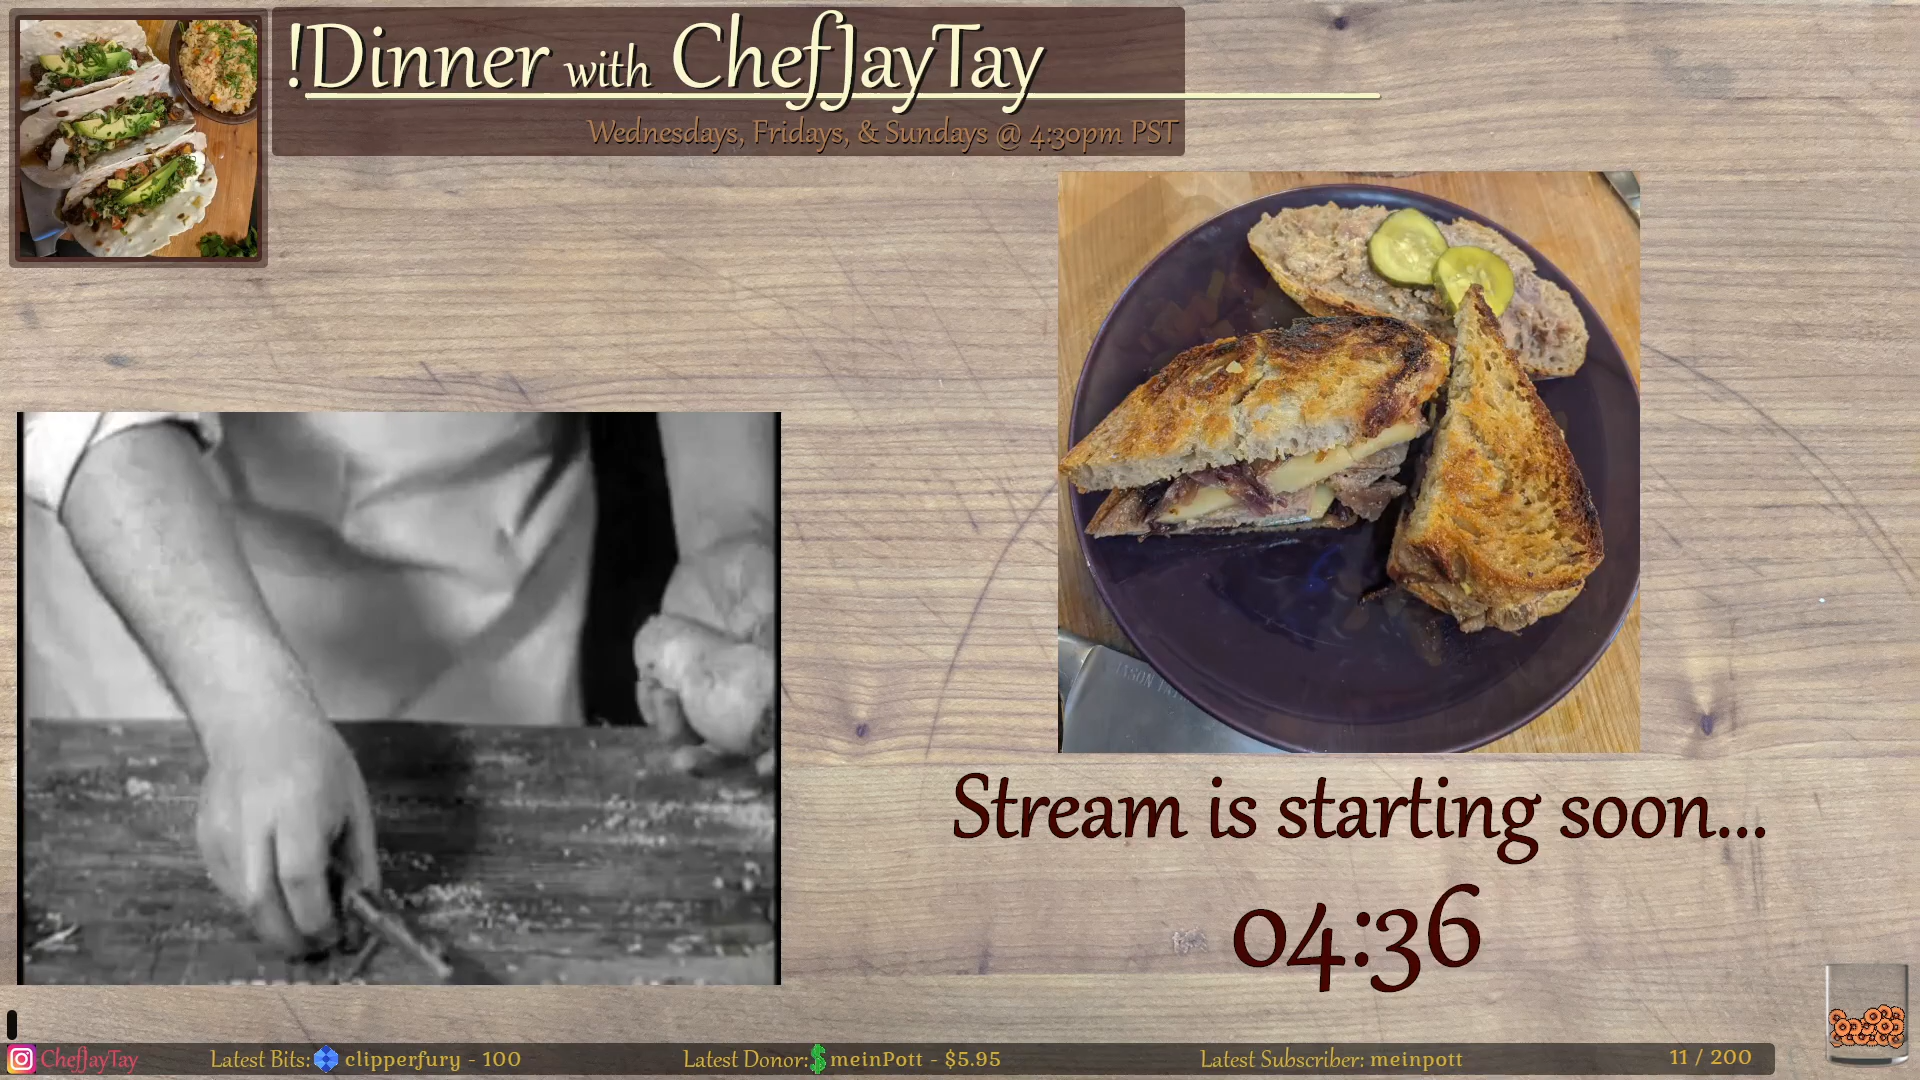 !Dinner with ChefJayTay
Wednesdays, Fridays, & Sundays @ 4:30pm PST
Stream is starting soon...
04:36
ChefJayTay
Latest Bits: clipperfury - 100
Latest Donor: meinPott - $5.95
Latest Subscriber: meinpott
11 / 200